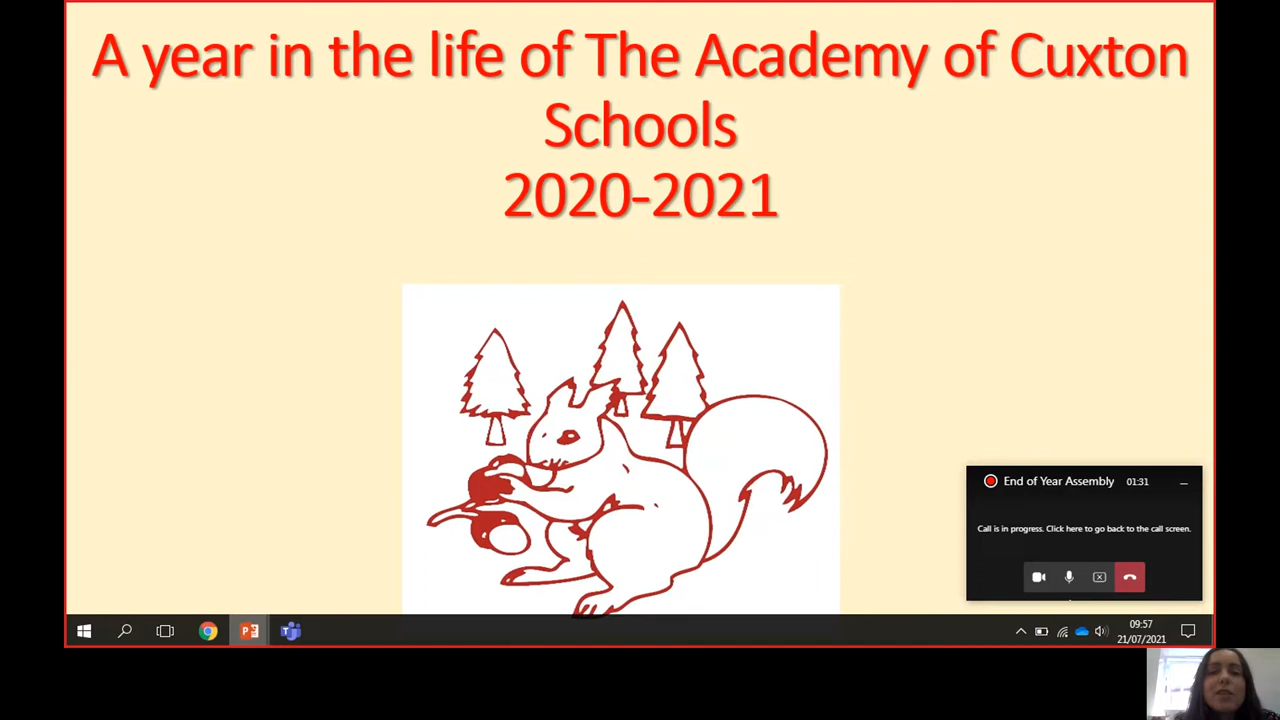 A year in the life of The Academy of Cuxton
Schools
2020-2021
End of Year Assembly 01:31
Call is in progress. Click here to go back to the call screen.
09:57
21/07/2021